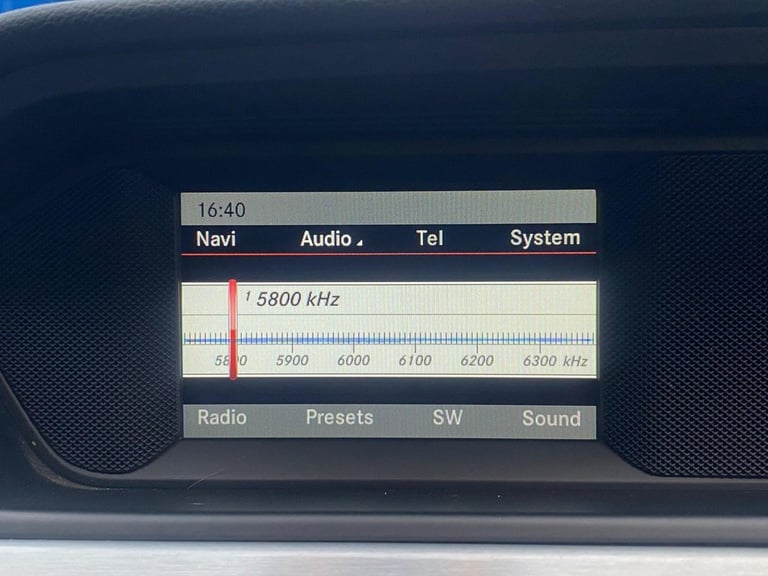 16:40
Navi Audio Tel System
1 5800 kHz
5800 5900 6000 6100 6200 6300 kHz
Radio Presets SW Sound